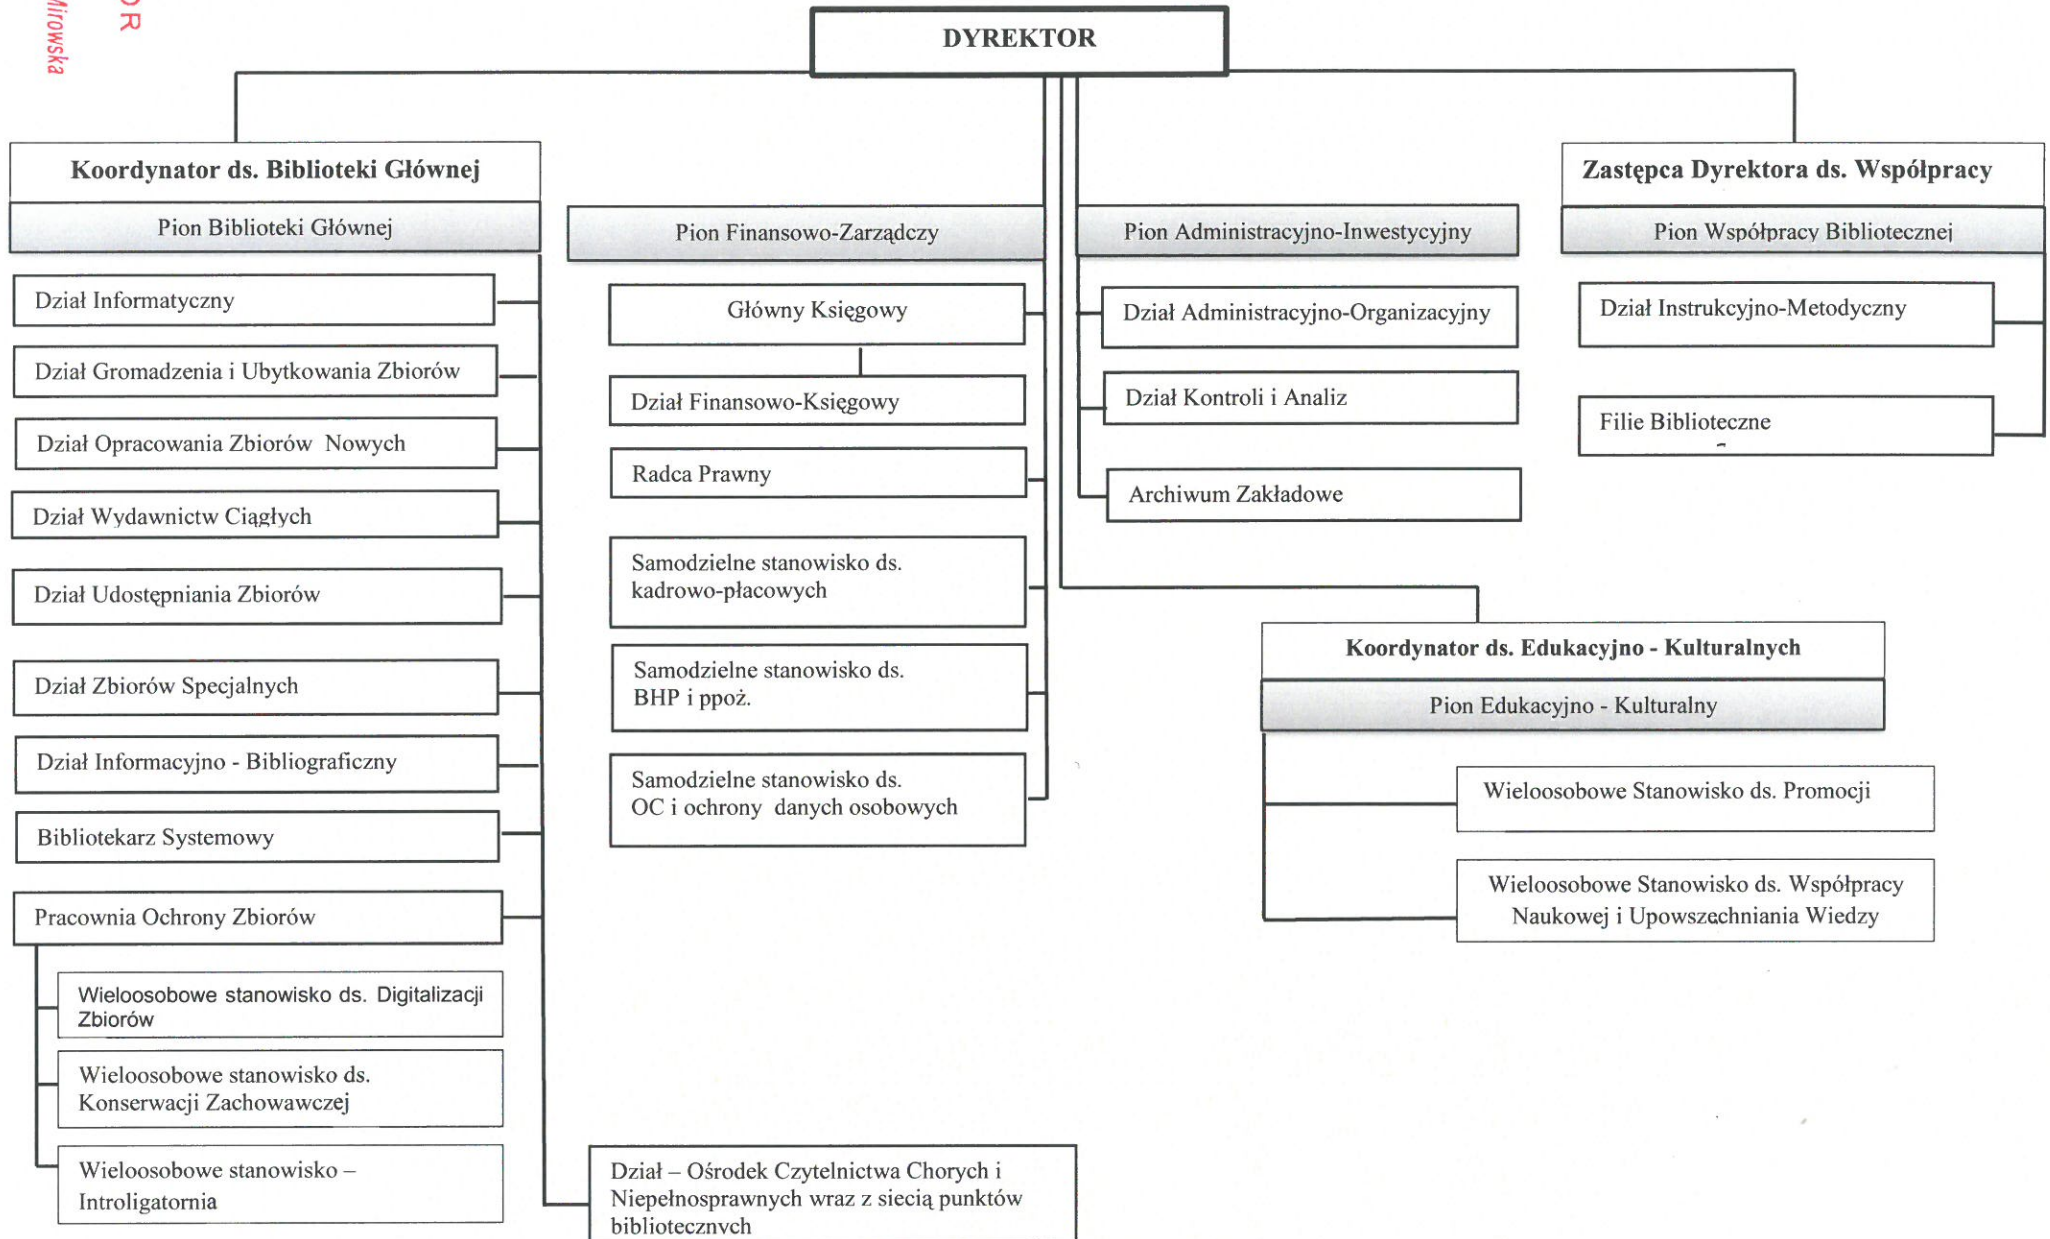 OR
Mirowska
DYREKTOR
Koordynator ds. Biblioteki Głównej
Pion Biblioteki Głównej
Dział Informatyczny
Dział Gromadzenia i Ubytkowania Zbiorów
Dział Opracowania Zbiorów Nowych
Dział Wydawnictw Ciągłych
Dział Udostępniania Zbiorów
Dział Zbiorów Specjalnych
Dział Informacyjno - Bibliograficzny
Bibliotekarz Systemowy
Pracownia Ochrony Zbiorów
Wieloosobowe stanowisko ds. Digitalizacji
Zbiorów
Wieloosobowe stanowisko ds.
Konserwacji Zachowawczej
Wieloosobowe stanowisko –
Introligatornia
Dział – Ośrodek Czytelnictwa Chorych i
Niepełnosprawnych wraz z siecią punktów
bibliotecznych
Pion Finansowo-Zarządczy
Główny Księgowy
Dział Finansowo-Księgowy
Radca Prawny
Samodzielne stanowisko ds.
kadrowo-płacowych
Samodzielne stanowisko ds.
BHP i ppoż.
Samodzielne stanowisko ds.
OC i ochrony danych osobowych
Pion Administracyjno-Inwestycyjny
Dział Administracyjno-Organizacyjny
Dział Kontroli i Analiz
Archiwum Zakładowe
Zastępca Dyrektora ds. Współpracy
Pion Współpracy Bibliotecznej
Dział Instrukcyjno-Metodyczny
Filie Biblioteczne
Koordynator ds. Edukacyjno - Kulturalnych
Pion Edukacyjno - Kulturalny
Wieloosobowe Stanowisko ds. Promocji
Wieloosobowe Stanowisko ds. Współpracy
Naukowej i Upowszechniania Wiedzy